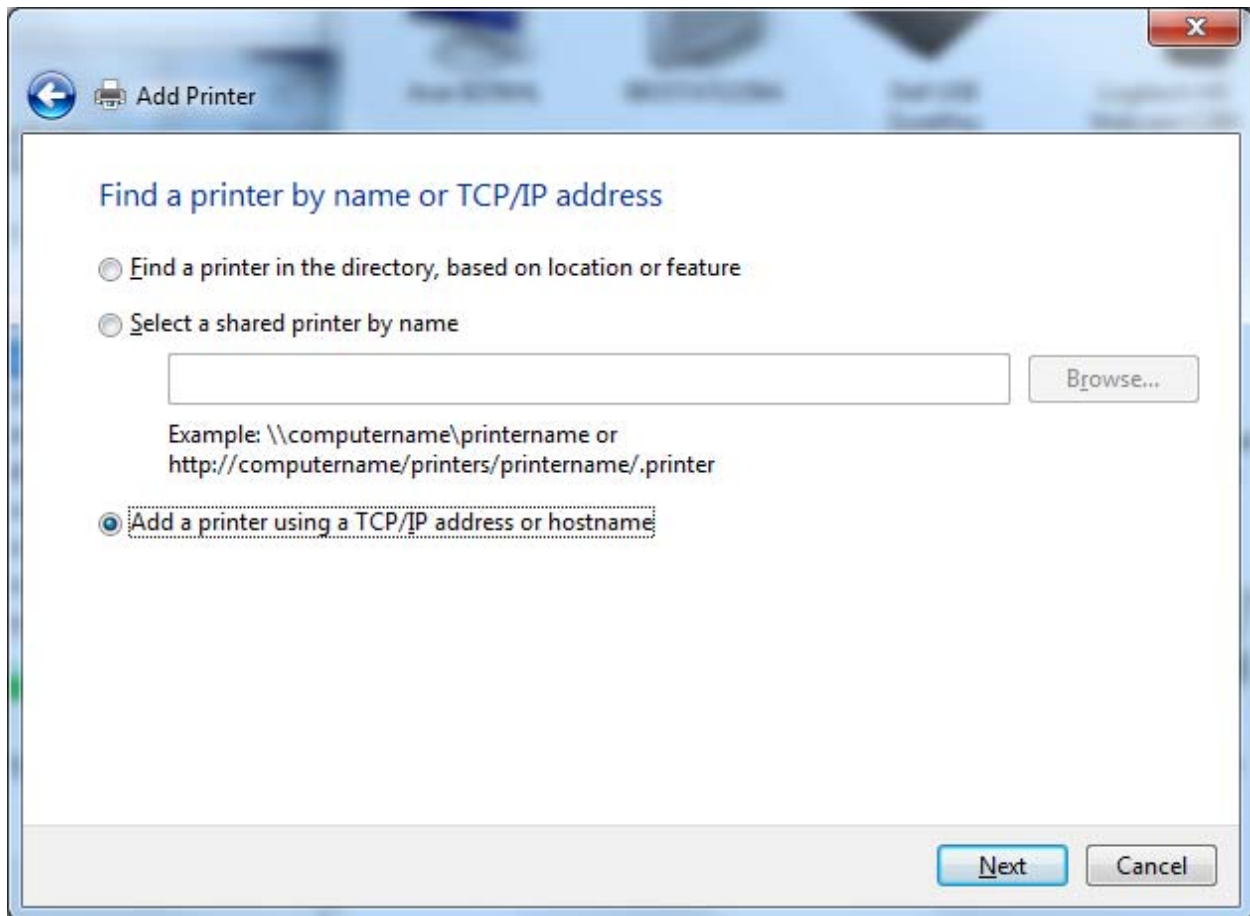 Add Printer
Find a printer by name or TCP/IP address
Find a printer in the directory, based on location or feature
Select a shared printer by name
Browse...
Example: \\computername\printername or
http://computername/printers/printername/.printer
Add a printer using a TCP/IP address or hostname
Next
Cancel